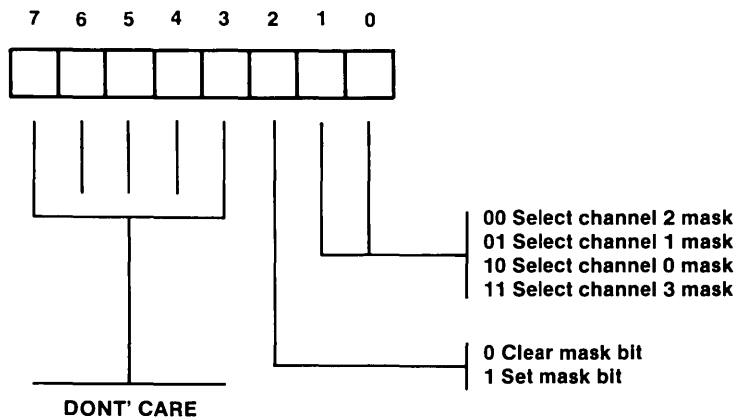 7 6 5 4 3 2 1 0
00 Select channel 2 mask
01 Select channel 1 mask
10 Select channel 0 mask
11 Select channel 3 mask
0 Clear mask bit
1 Set mask bit
DONT' CARE